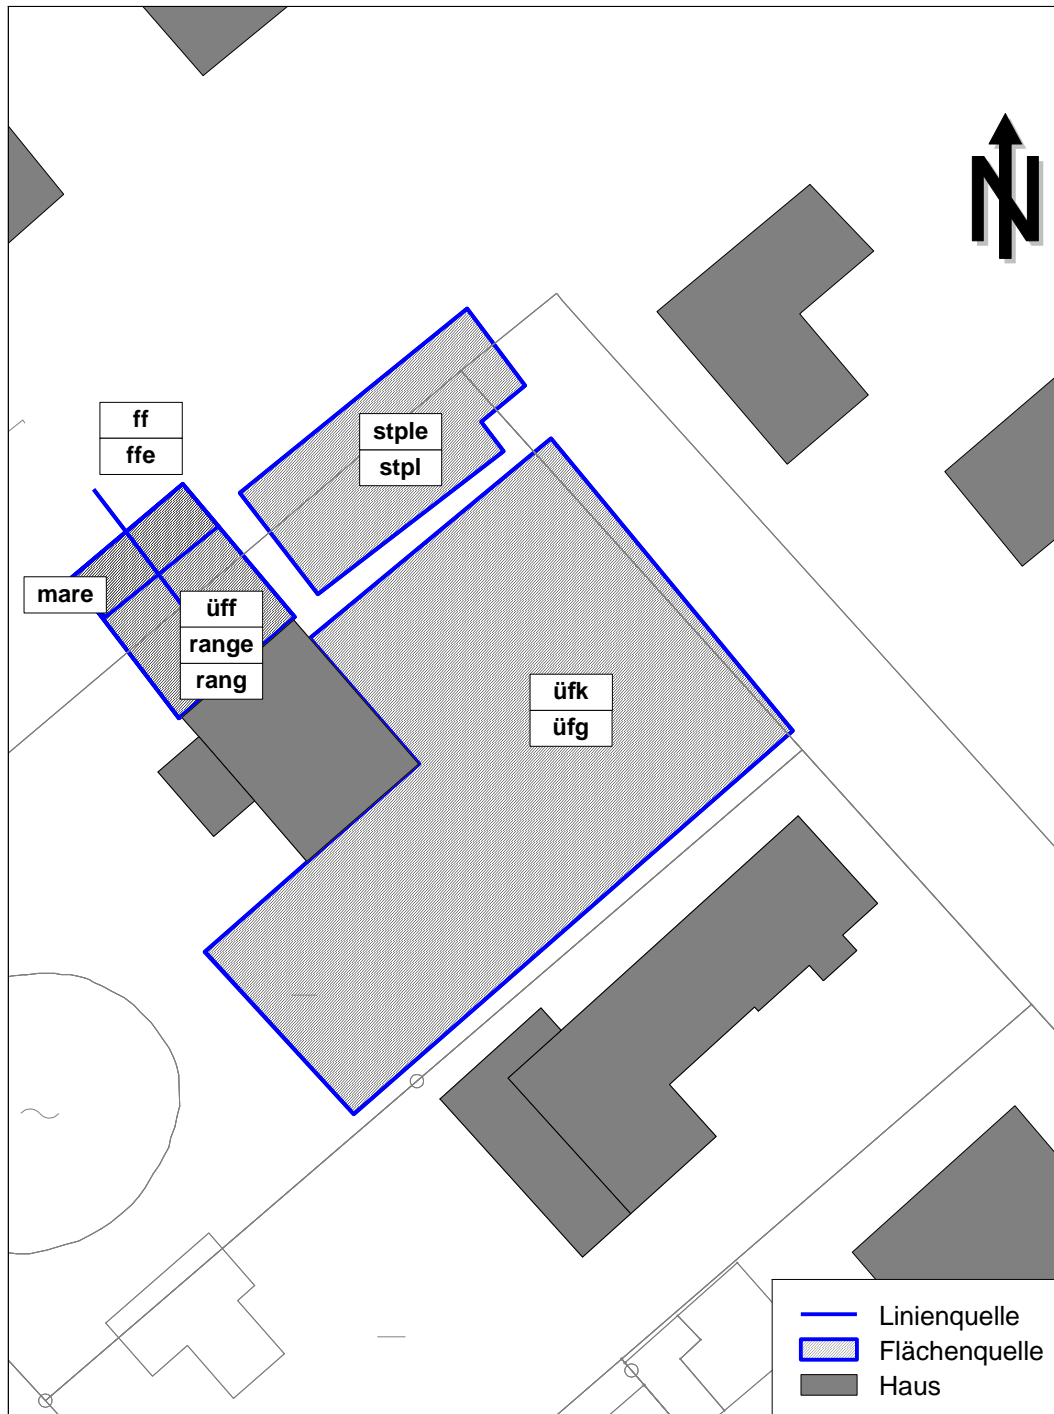 N
ff
ffe
stple
stpl
mare
üff
range
rang
üfk
üfg
Linienquelle
Flächenquelle
Haus